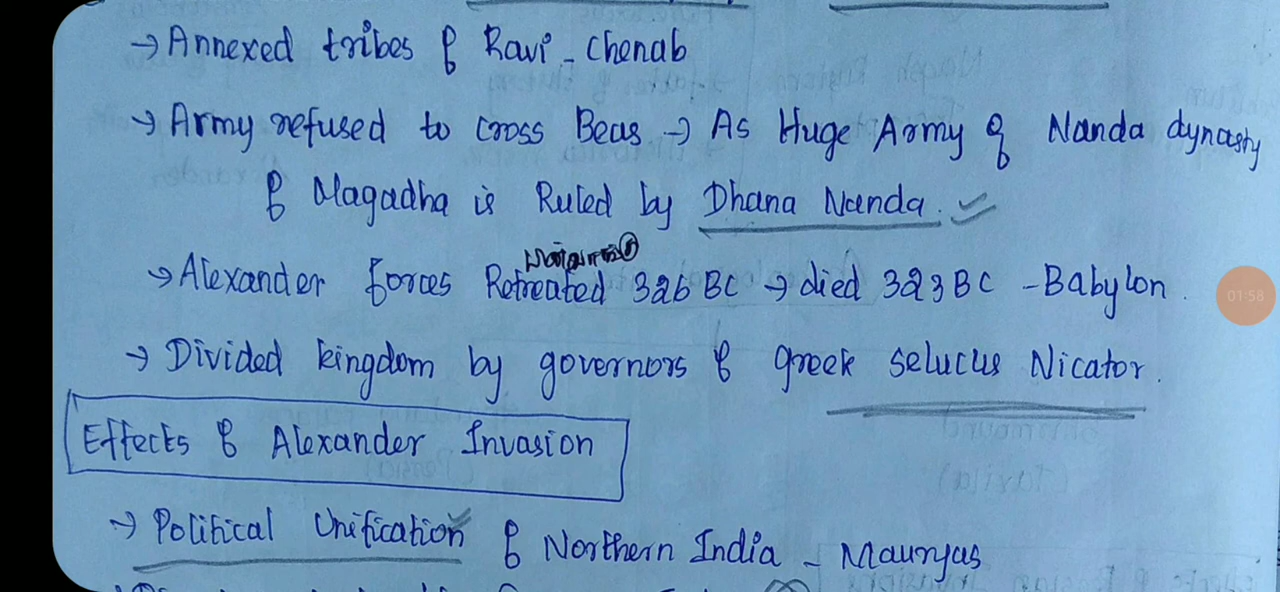 → Annexed tribes of Ravi - Chenab
→ Army refused to cross Beas → As Huge Army of Nanda dynasty
of Magadha is Ruled by Dhana Nanda.
→ Alexander forces Retreated 326 BC → died 323 BC - Babylon.
→ Divided kingdom by governors of greek selucus Nicator.
Effects of Alexander Invasion
→ Political Unification of Northern India - Mauryas
01:58